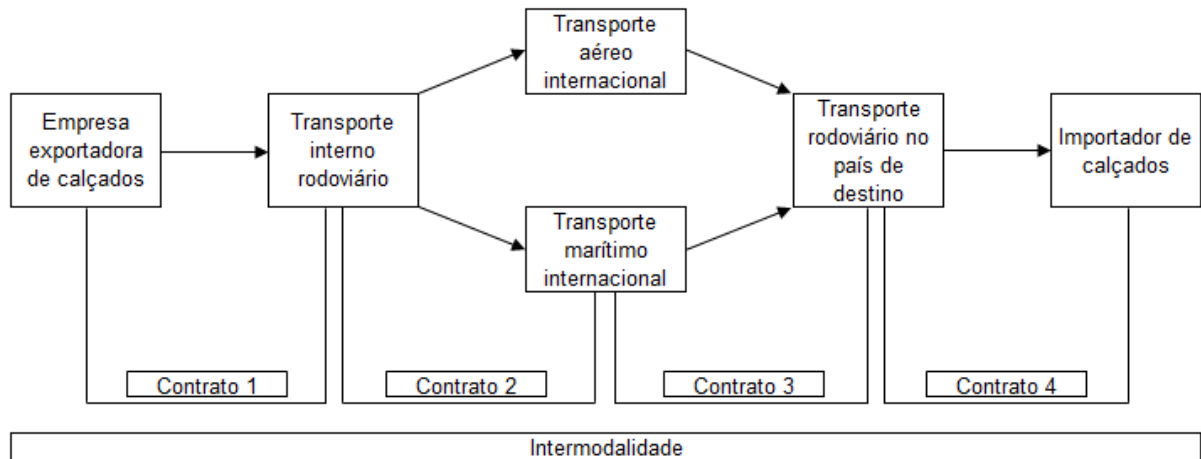 Empresa
exportadora
de calçados
Transporte
interno
rodoviário
Transporte
aéreo
internacional
Transporte
marítimo
internacional
Transporte
rodoviário no
país de
destino
Importador de
calçados
Contrato 1
Contrato 2
Contrato 3
Contrato 4
Intermodalidade